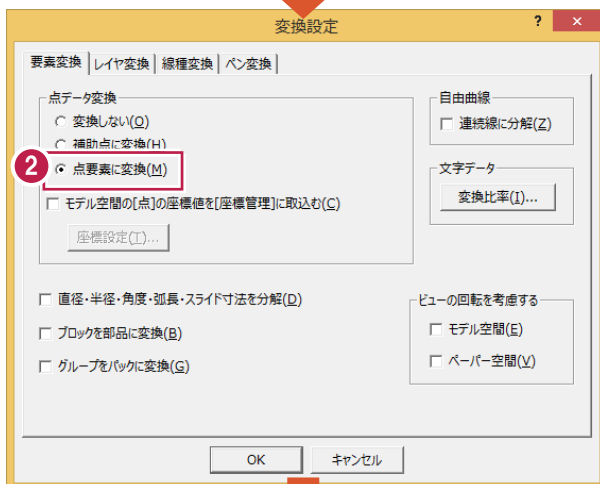 変換設定
? ×
要素変換 レイヤ変換 線種変換 ペン変換
点データ変換
変換しない(O)
補助点に変換(H)
2 点要素に変換(M)
モデル空間の[点]の座標値を[座標管理]に取込む(C)
座標設定(T)...
自由曲線
連続線に分解(Z)
文字データ
変換比率(I)...
直径・半径・角度・弧長・スライド寸法を分解(D)
ブロックを部品に変換(B)
グループをパックに変換(G)
ビューの回転を考慮する
モデル空間(E)
ペーパー空間(V)
OK キャンセル